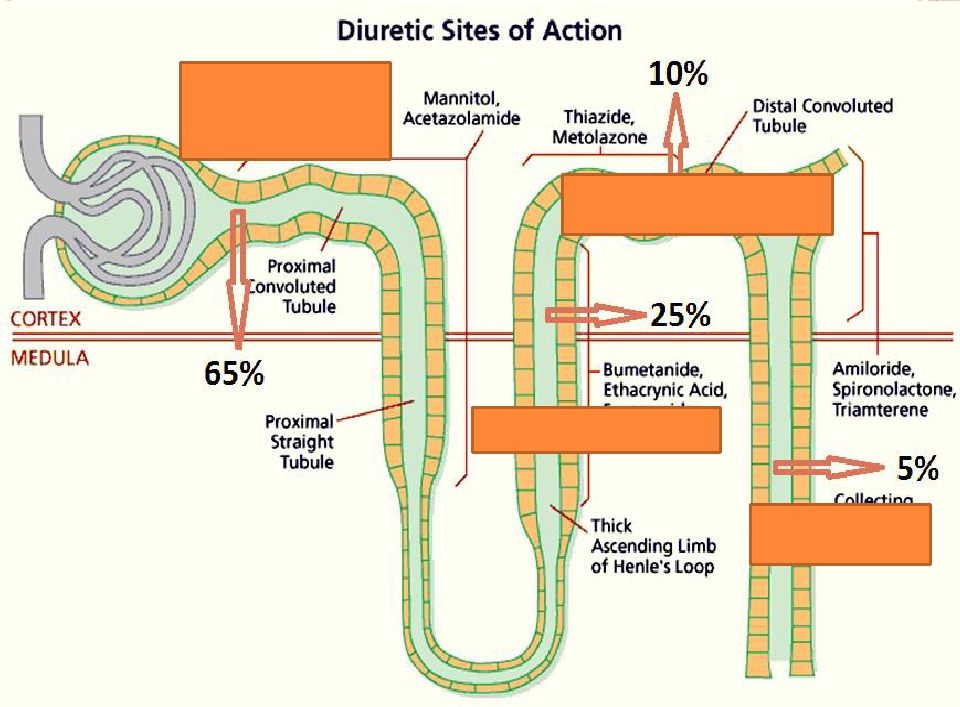 Diuretic Sites of Action
10%
Mannitol,
Acetazolamide
Thiazide,
Metolazone
Distal Convoluted
Tubule
Proximal
Convoluted
Tubule
CORTEX
MEDULA
25%
65%
Bumetanide,
Ethacrynic Acid,
Amiloride,
Spironolactone,
Triamterene
Proximal
Straight
Tubule
5%
Collecting
Thick
Ascending Limb
of Henle's Loop